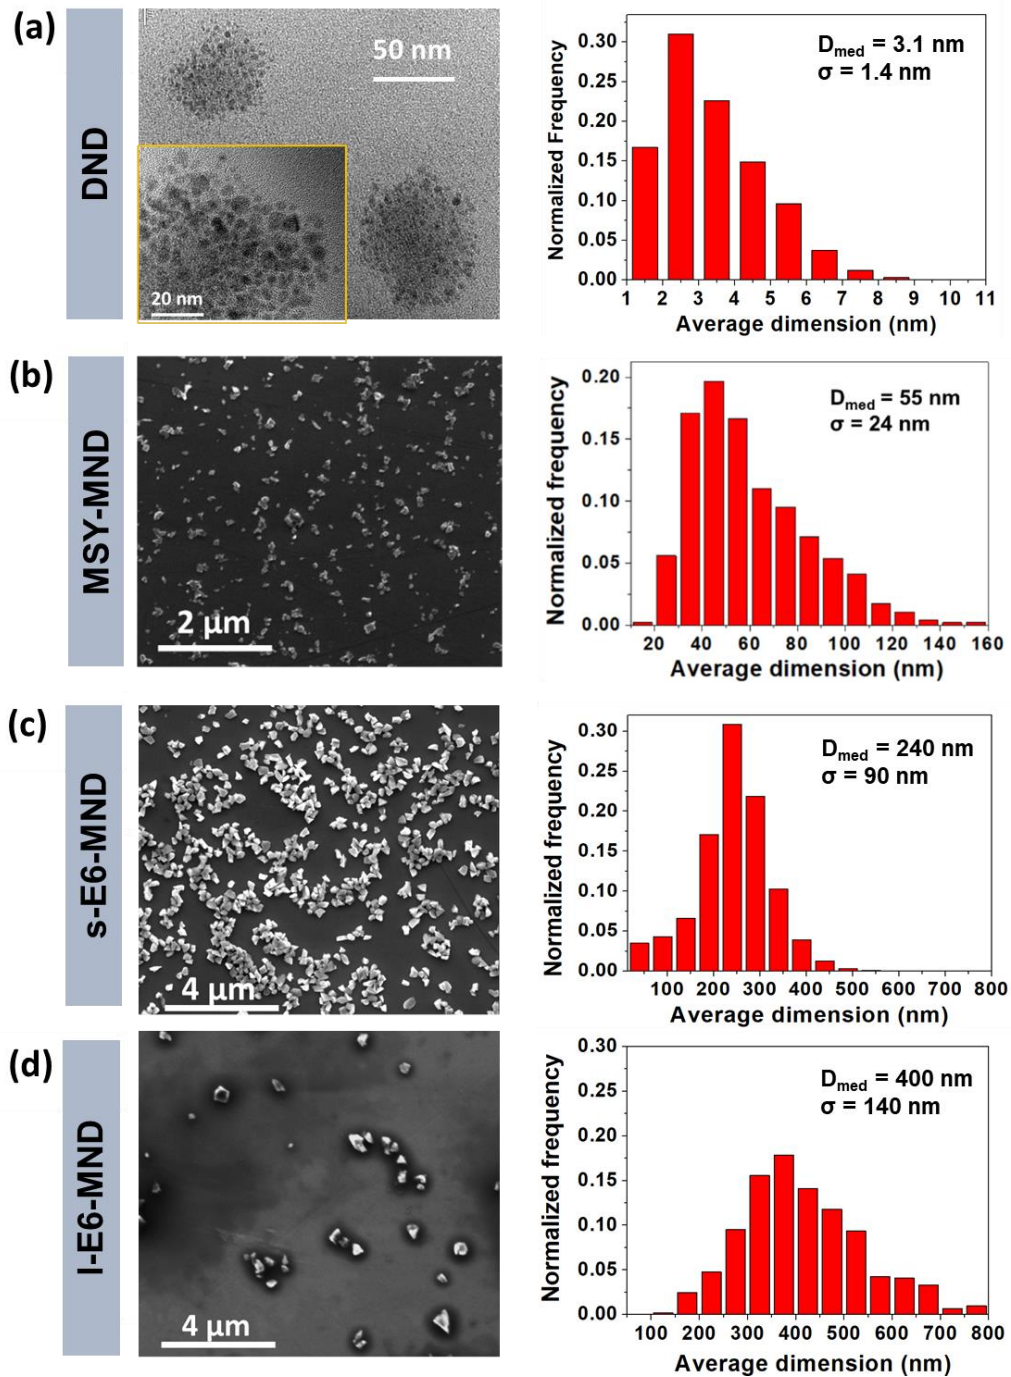 (a)
DND
50 nm
20 nm
Normalized Frequency
0.30
0.25
0.20
0.15
0.10
0.05
0.00
D_med = 3.1 nm
σ = 1.4 nm
1 2 3 4 5 6 7 8 9 10 11
Average dimension (nm)
(b)
MSY-MND
2 μm
Normalized frequency
0.20
0.15
0.10
0.05
0.00
D_med = 55 nm
σ = 24 nm
20 40 60 80 100 120 140 160
Average dimension (nm)
(c)
s-E6-MND
4 μm
Normalized frequency
0.30
0.25
0.20
0.15
0.10
0.05
0.00
D_med = 240 nm
σ = 90 nm
100 200 300 400 500 600 700 800
Average dimension (nm)
(d)
l-E6-MND
4 μm
Normalized frequency
0.30
0.25
0.20
0.15
0.10
0.05
0.00
D_med = 400 nm
σ = 140 nm
100 200 300 400 500 600 700 800
Average dimension (nm)